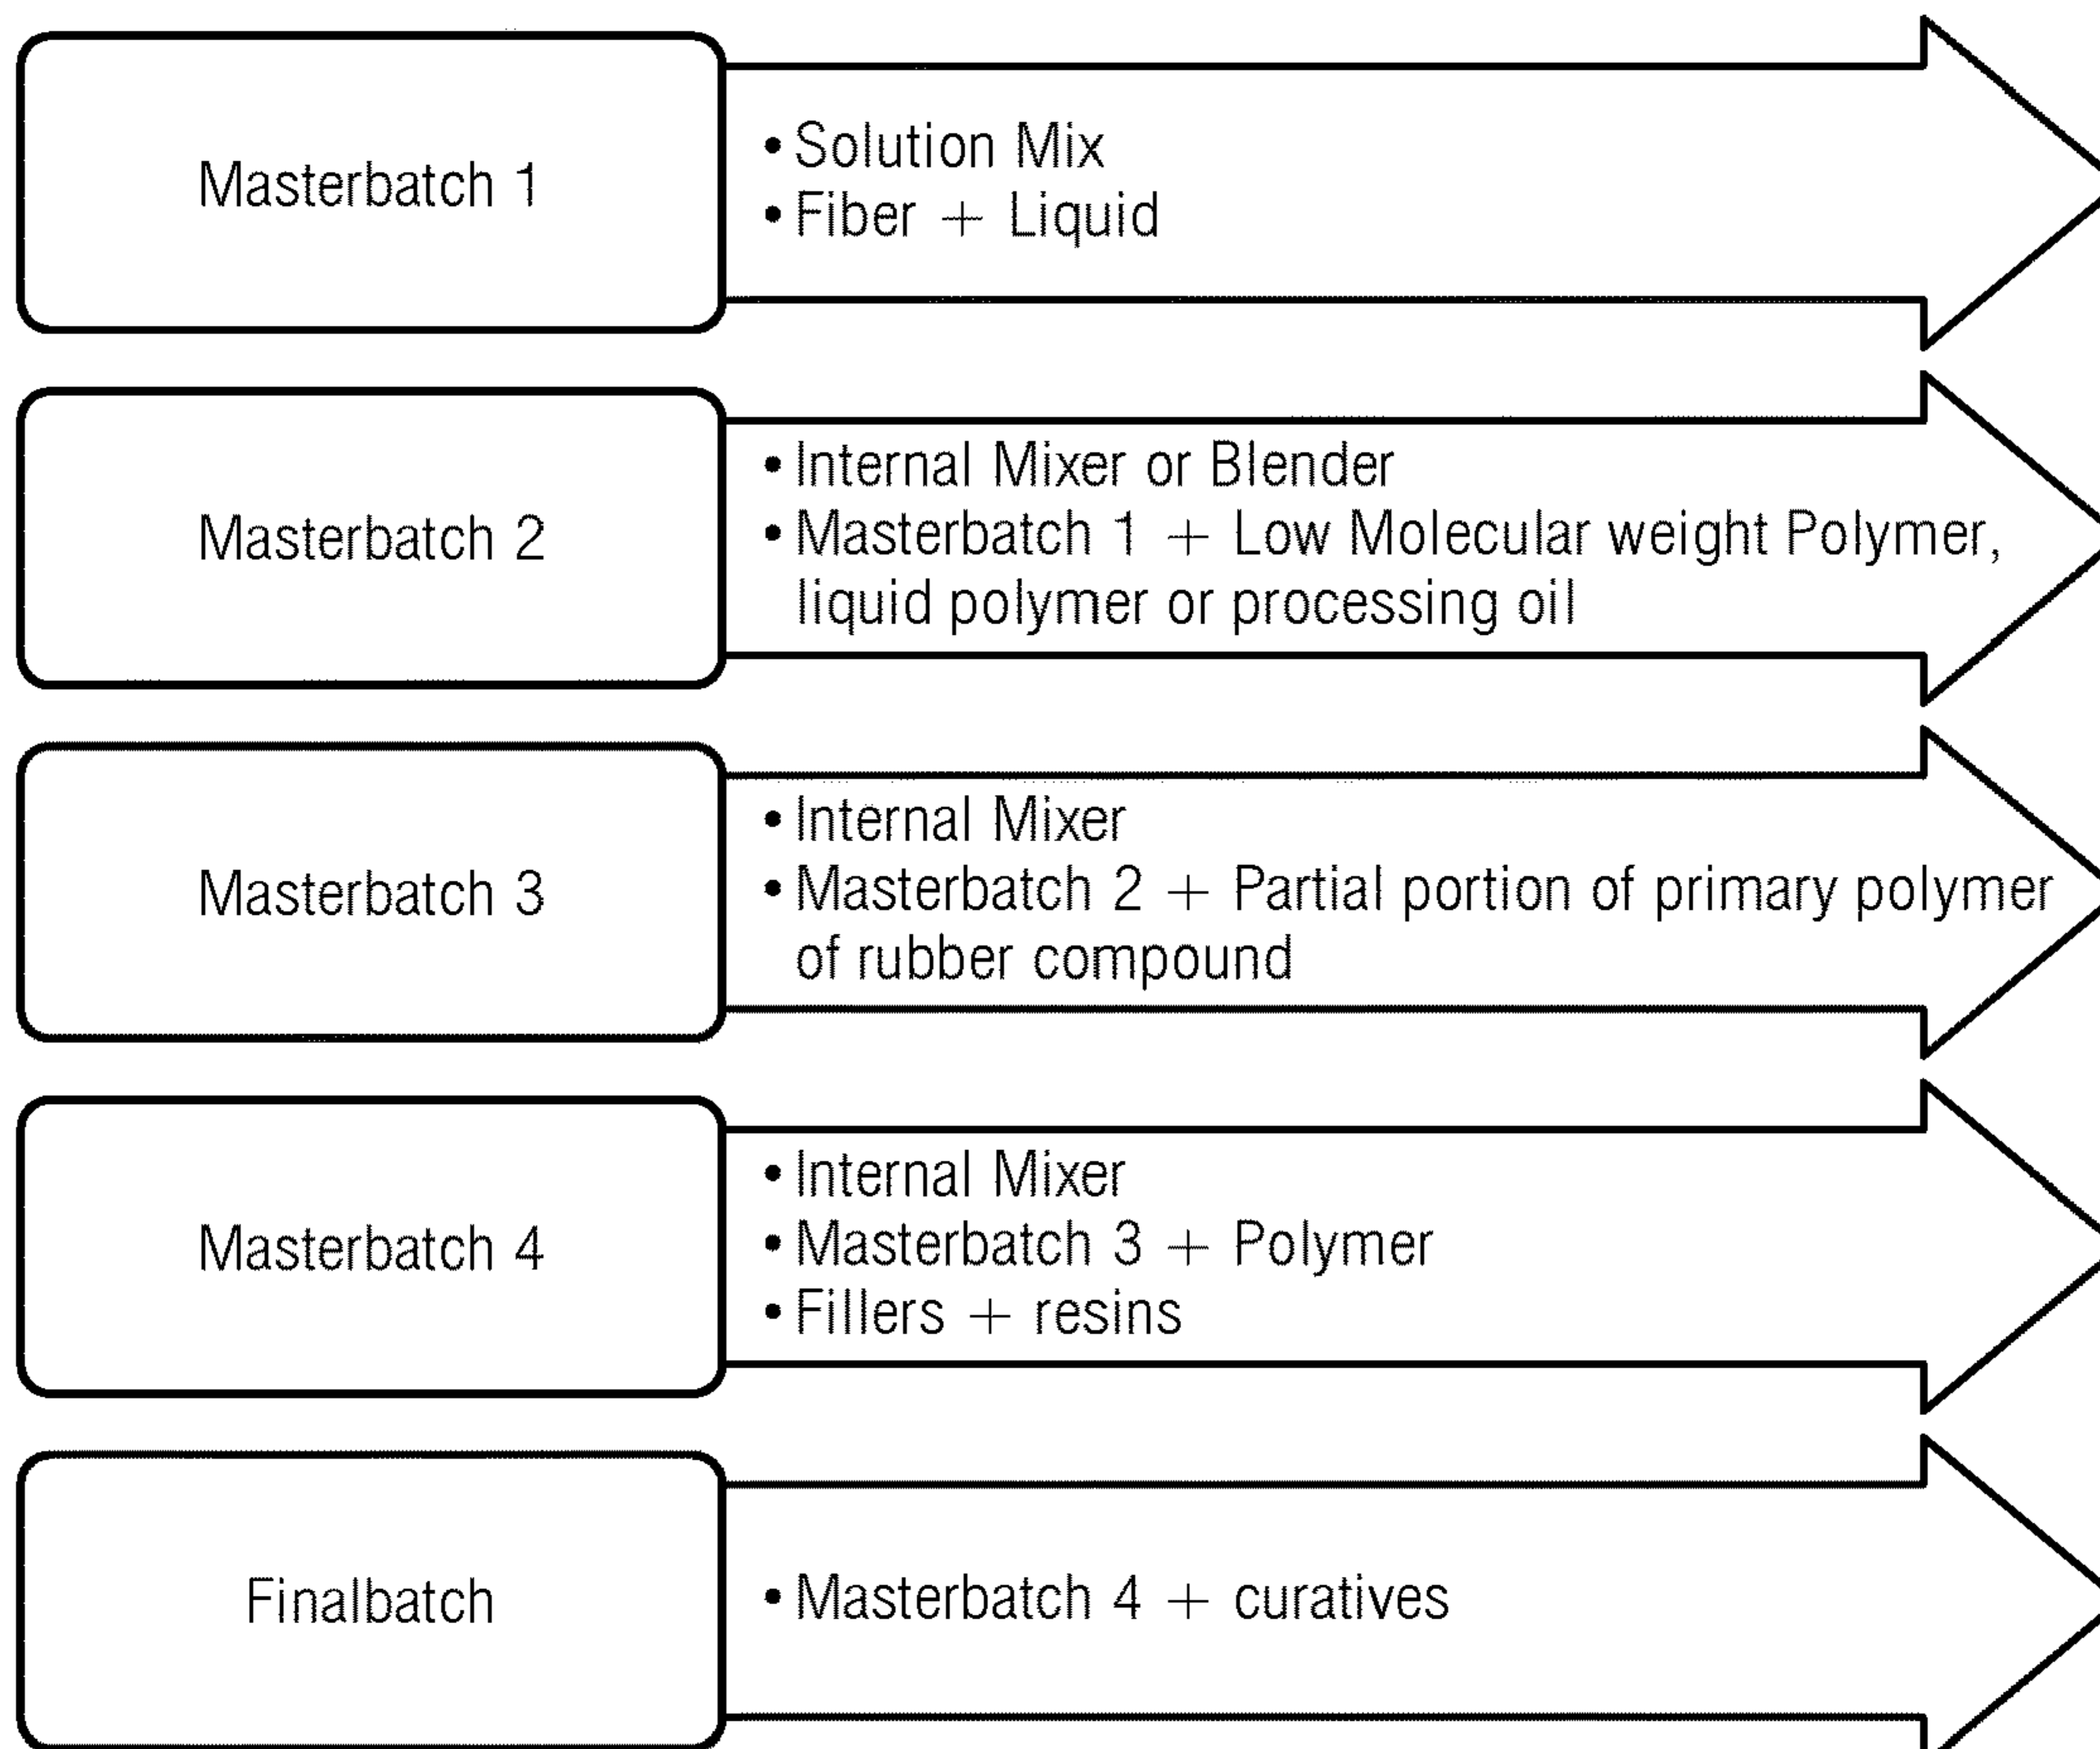 Masterbatch 1
• Solution Mix
• Fiber + Liquid
Masterbatch 2
• Internal Mixer or Blender
• Masterbatch 1 + Low Molecular weight Polymer,
liquid polymer or processing oil
Masterbatch 3
• Internal Mixer
• Masterbatch 2 + Partial portion of primary polymer
of rubber compound
Masterbatch 4
• Internal Mixer
• Masterbatch 3 + Polymer
• Fillers + resins
Finalbatch
• Masterbatch 4 + curatives